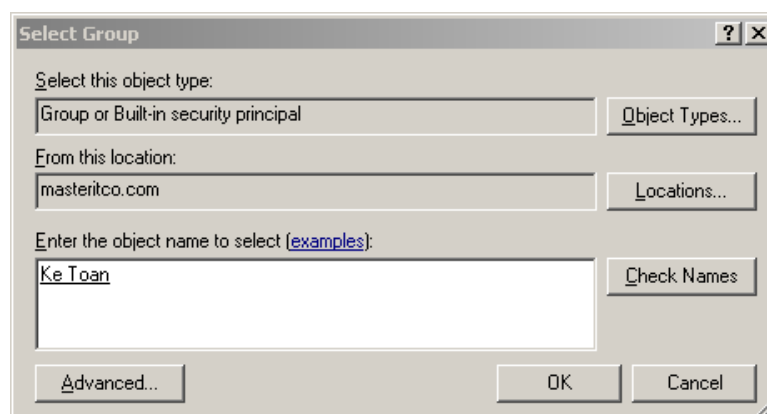 Select Group
Select this object type:
Group or Built-in security principal
Object Types...
From this location:
masteritco.com
Locations...
Enter the object name to select (examples):
Ke Toan
Check Names
Advanced...
OK
Cancel